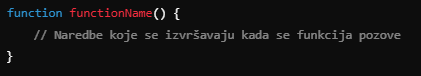 function functionName() {
// Naredbe koje se izvršavaju kada se funkcija pozove
}